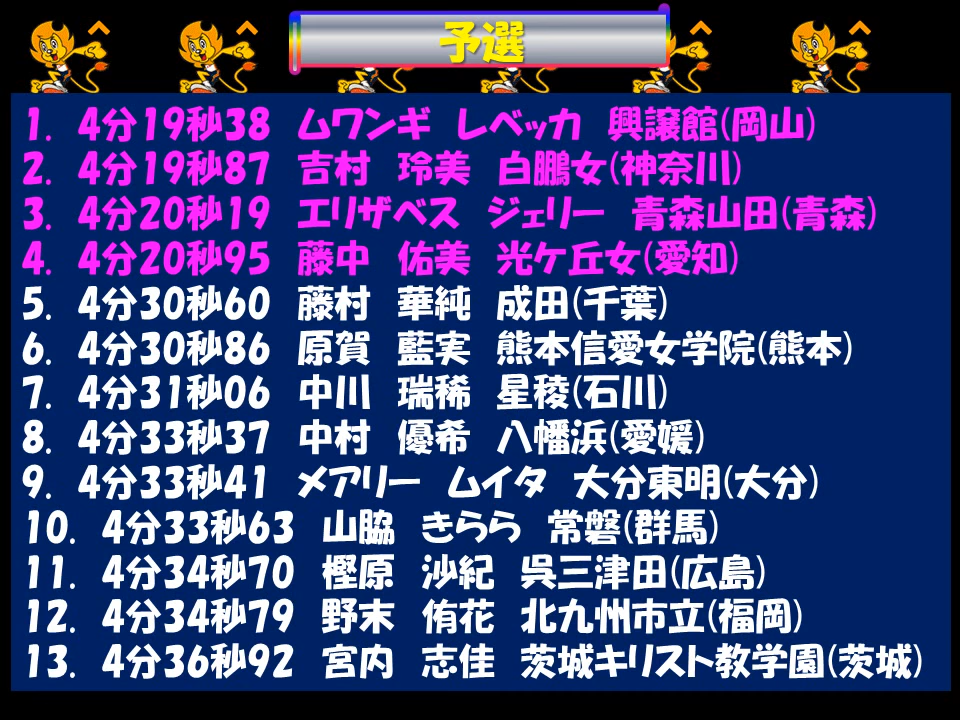 予選
1. 4分19秒38 ムワンギ レベッカ 興譲館(岡山)
2. 4分19秒87 吉村 玲美 白鵬女(神奈川)
3. 4分20秒19 エリザベス ジェリー 青森山田(青森)
4. 4分20秒95 藤中 佑美 光ケ丘女(愛知)
5. 4分30秒60 藤村 華純 成田(千葉)
6. 4分30秒86 原賀 藍実 熊本信愛女学院(熊本)
7. 4分31秒06 中川 瑞稀 星稜(石川)
8. 4分33秒37 中村 優希 八幡浜(愛媛)
9. 4分33秒41 メアリー ムイタ 大分東明(大分)
10. 4分33秒63 山脇 きらら 常磐(群馬)
11. 4分34秒70 樫原 沙紀 呉三津田(広島)
12. 4分34秒79 野末 侑花 北九州市立(福岡)
13. 4分36秒92 宮内 志佳 茨城キリスト教学園(茨城)